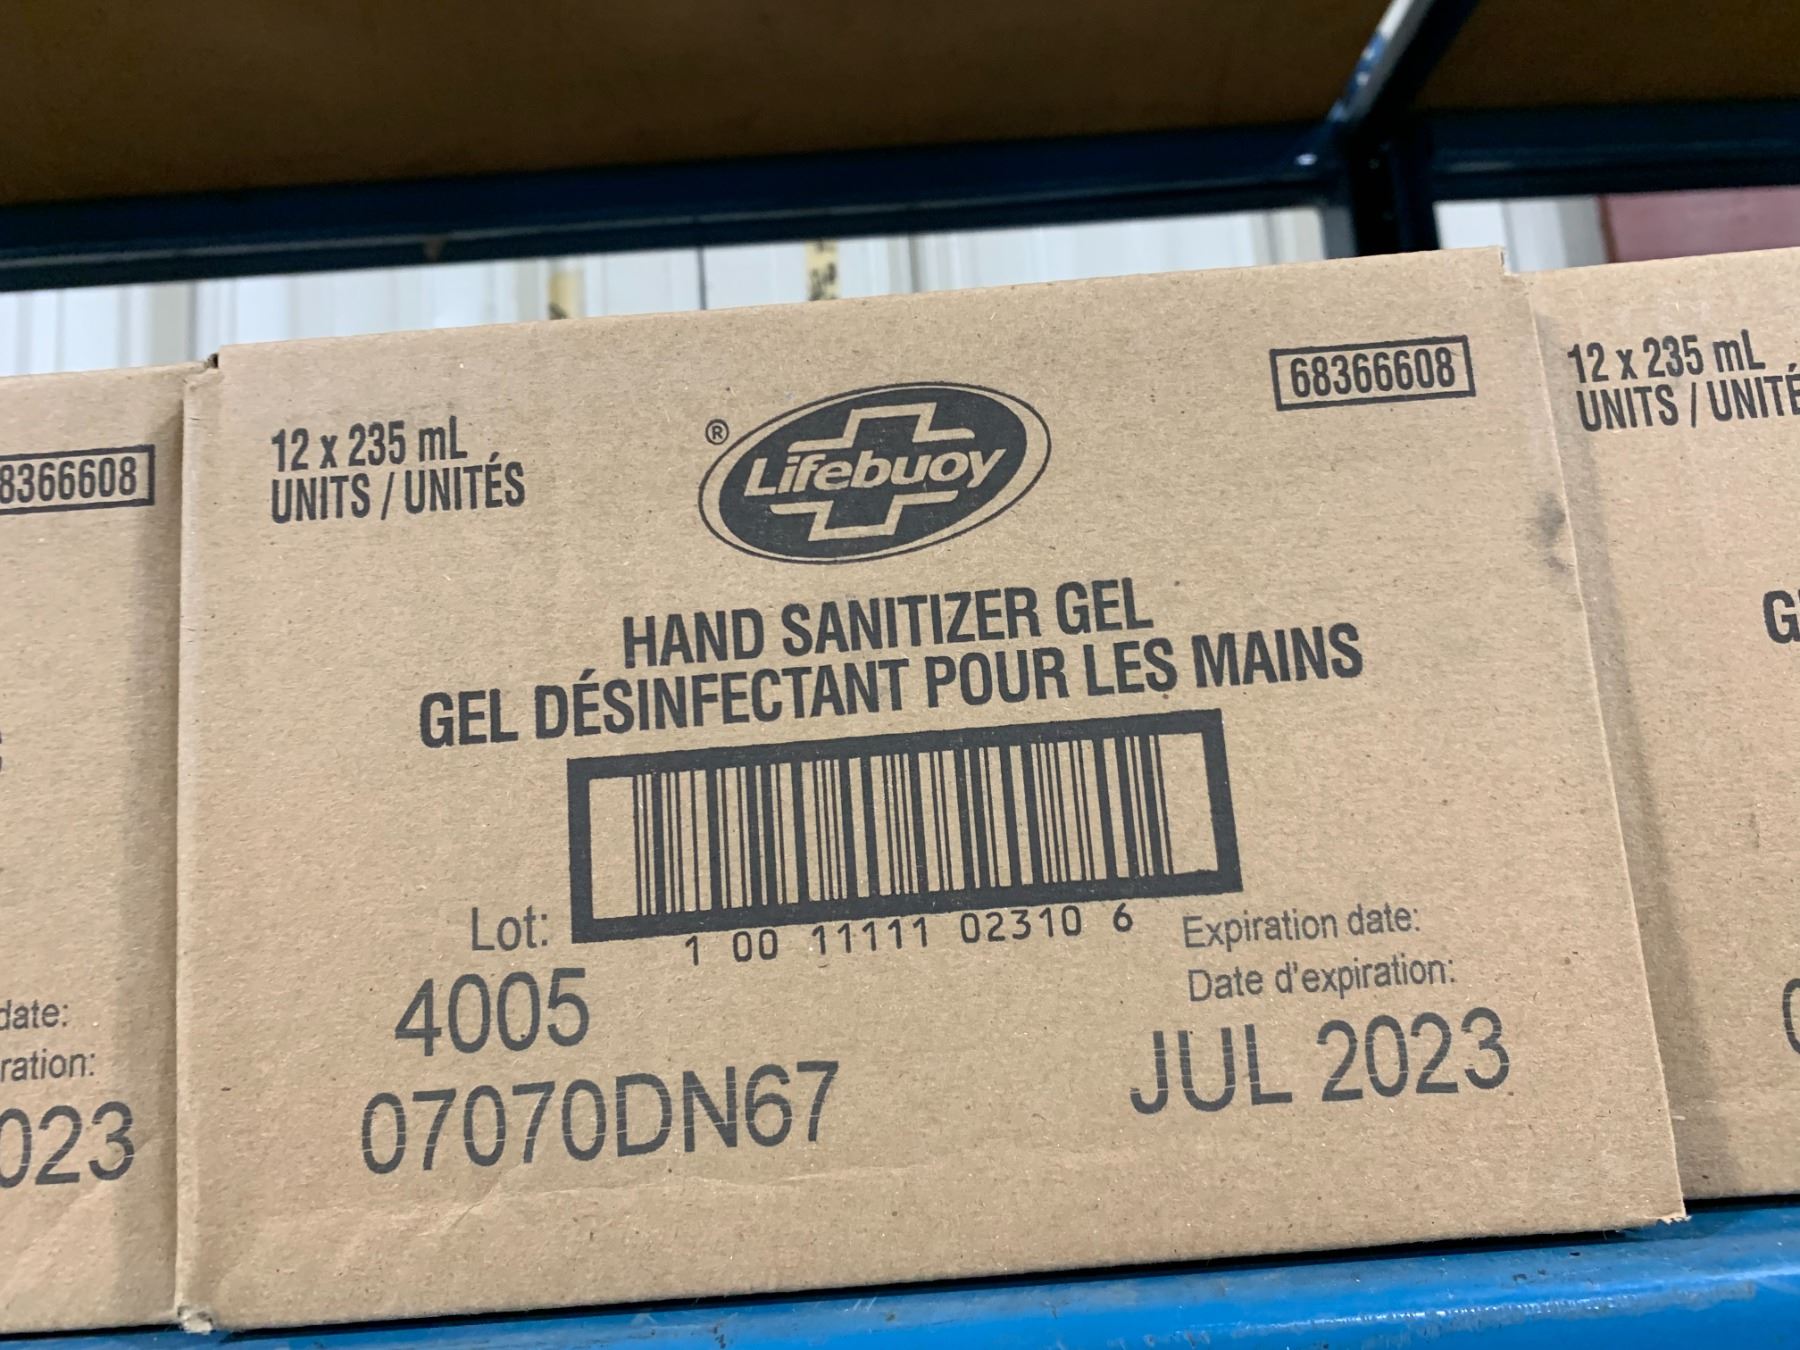 8366608
date:
ration:
023
12 x 235 mL
UNITS / UNITÉS
®
Lifebuoy
68366608
HAND SANITIZER GEL
GEL DÉSINFECTANT POUR LES MAINS
1 00 11111 02310 6
Lot:
4005
07070DN67
Expiration date:
Date d'expiration:
JUL 2023
12 x 235 mL
UNITS / UNITÉ
G